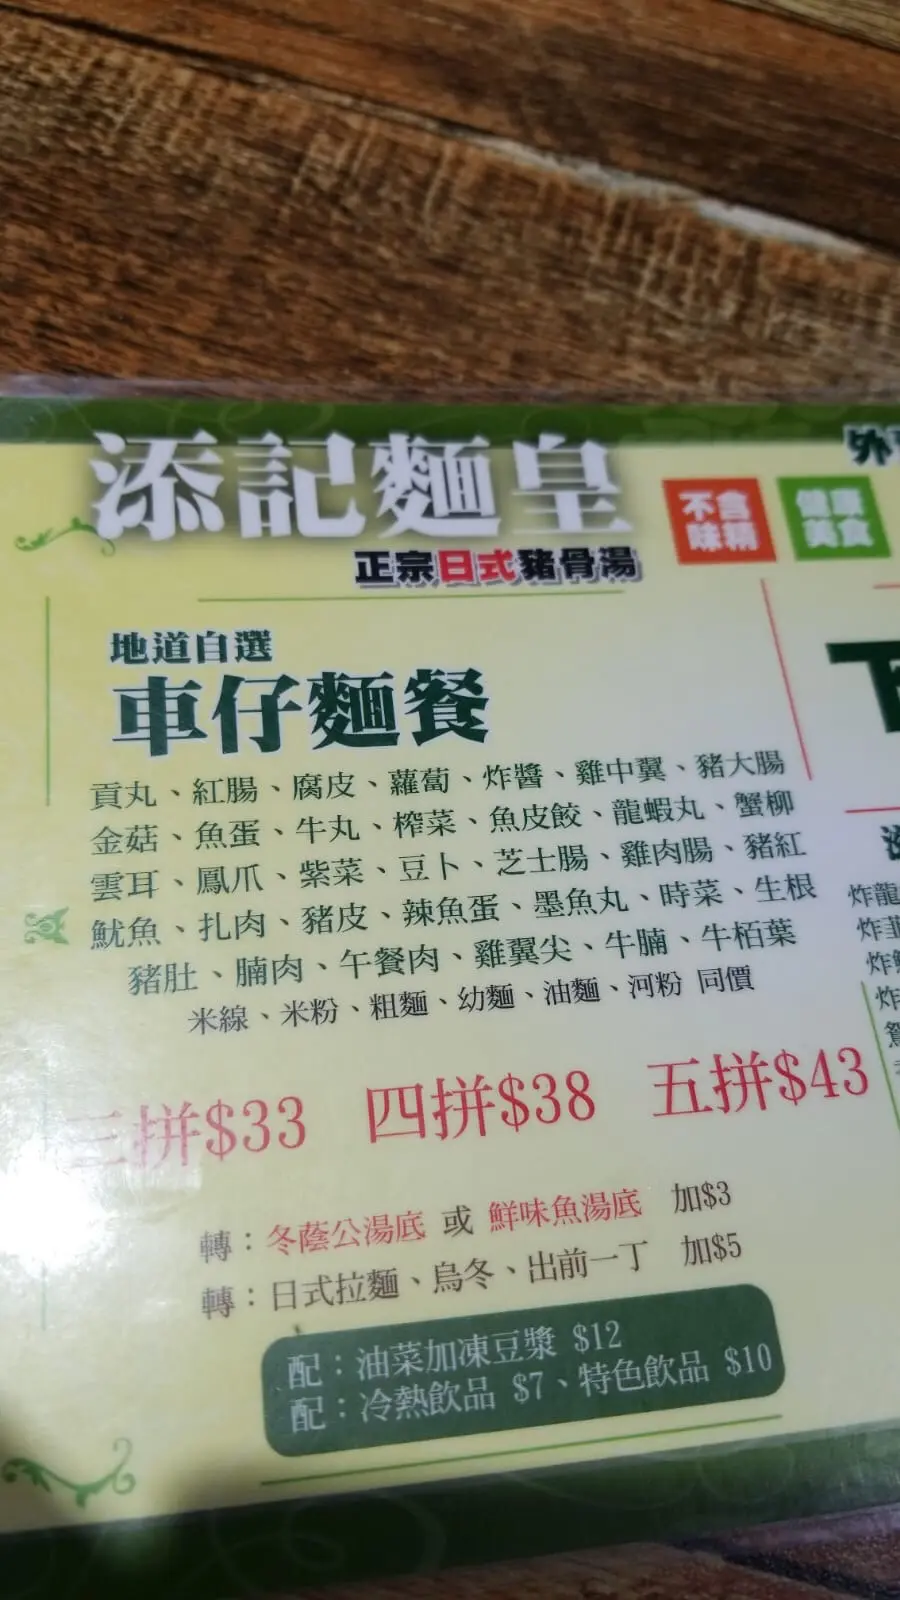 添記麵皇
正宗日式豬骨湯
不含
味精
健康
美食
外
地道自選
車仔麵餐
貢丸、紅腸、腐皮、蘿蔔、炸醬、雞中翼、豬大腸
金菇、魚蛋、牛丸、榨菜、魚皮餃、龍蝦丸、蟹柳
雲耳、鳳爪、紫菜、豆卜、芝士腸、雞肉腸、豬紅
魷魚、扎肉、豬皮、辣魚蛋、墨魚丸、時菜、生根
豬肚、腩肉、午餐肉、雞翼尖、牛腩、牛栢葉
米線、米粉、粗麵、幼麵、油麵、河粉 同價
三拼$33 四拼$38 五拼$43
轉：冬蔭公湯底 或 鮮味魚湯底 加$3
轉：日式拉麵、烏冬、出前一丁 加$5
配：油菜加凍豆漿 $12
配：冷熱飲品 $7、特色飲品 $10
炸龍
炸韮
炸
炸